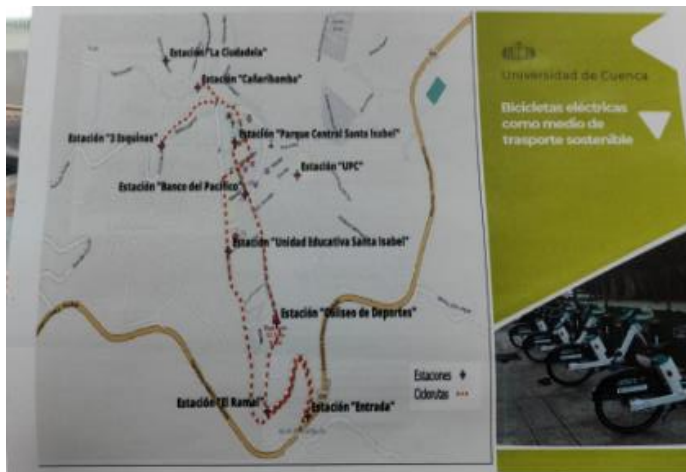 Estación "La Ciudadela"
Estación "Cañaribamba"
Estación "3 Esquinas"
Estación "Parque Central Santa Isabel"
Estación "UPC"
Estación "Banco del Pacífico"
Estación "Unidad Educativa Santa Isabel"
Estación "Coliseo de Deportes"
Estación "El Ramal"
Estación "Entrada"
Estaciones
Ciclorutas
Universidad de Cuenca
Bicicletas eléctricas
como medio de
trasporte sostenible